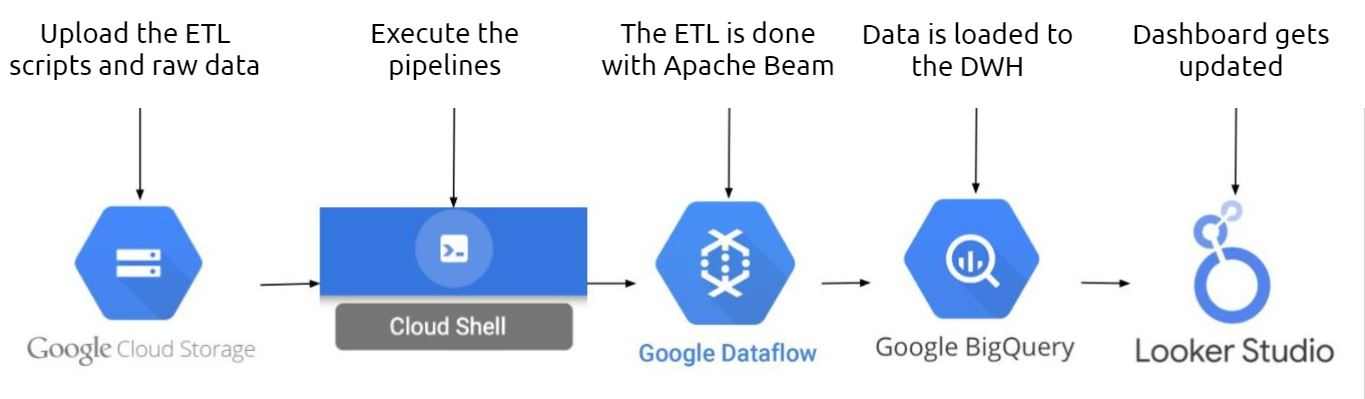 Upload the ETL
scripts and raw data
Execute the
pipelines
The ETL is done
with Apache Beam
Data is loaded to
the DWH
Dashboard gets
updated
>_
Cloud Shell
Google Cloud Storage
Google Dataflow
Google BigQuery
Looker Studio